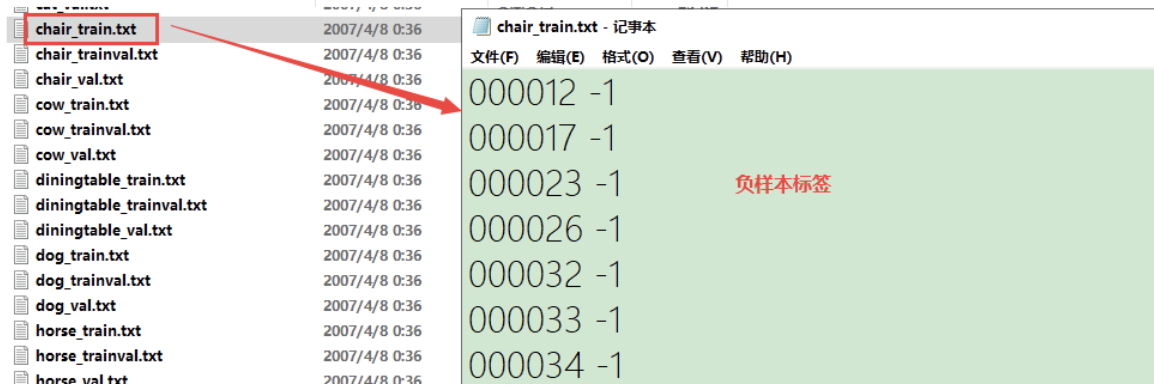 chair_train.txt 2007/4/8 0:36
chair_trainval.txt 2007/4/8 0:36
chair_val.txt 2007/4/8 0:36
cow_train.txt 2007/4/8 0:36
cow_trainval.txt 2007/4/8 0:36
cow_val.txt 2007/4/8 0:36
diningtable_train.txt 2007/4/8 0:36
diningtable_trainval.txt 2007/4/8 0:36
diningtable_val.txt 2007/4/8 0:36
dog_train.txt 2007/4/8 0:36
dog_trainval.txt 2007/4/8 0:36
dog_val.txt 2007/4/8 0:36
horse_train.txt 2007/4/8 0:36
horse_trainval.txt 2007/4/8 0:36
horse_val.txt 2007/4/8 0:36
chair_train.txt - 记事本
文件(F) 编辑(E) 格式(O) 查看(V) 帮助(H)
000012 -1
000017 -1
000023 -1
负样本标签
000026 -1
000032 -1
000033 -1
000034 -1